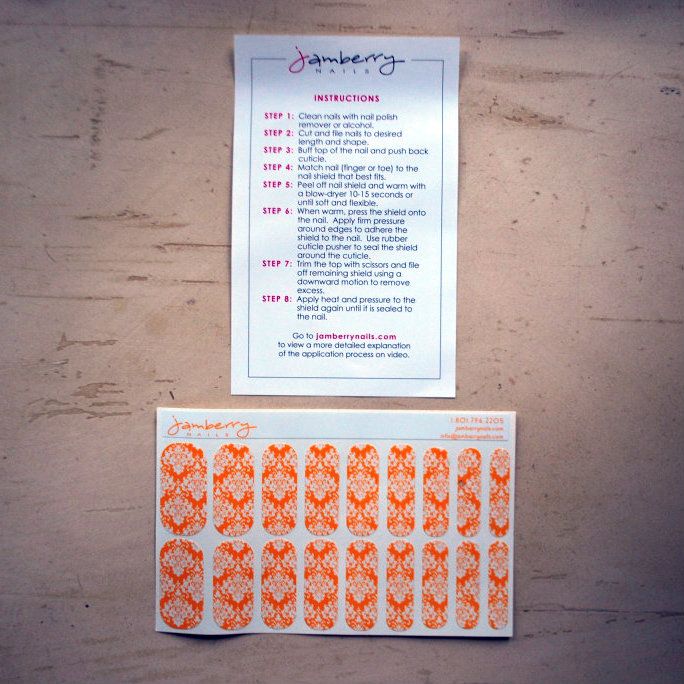 jamberry
NAILS
INSTRUCTIONS
STEP 1: Clean nails with nail polish
remover or alcohol.
STEP 2: Cut and file nails to desired
length and shape.
STEP 3: Buff top of the nail and push back
cuticle.
STEP 4: Match nail (finger or toe) to the
nail shield that best fits.
STEP 5: Peel off nail shield and warm with
a blow-dryer 10-15 seconds or
until soft and flexible.
STEP 6: When warm, press the shield onto
the nail. Apply firm pressure
around edges to adhere the
shield to the nail. Use rubber
cuticle pusher to seal the shield
around the cuticle.
STEP 7: Trim the top with scissors and file
off remaining shield using a
downward motion to remove
excess.
STEP 8: Apply heat and pressure to the
shield again until it is sealed to
the nail.
Go to jamberrynails.com
to view a more detailed explanation
of the application process on video.
jamberry
NAILS
1.801.796.2205
jamberrynails.com
info@jamberrynails.com